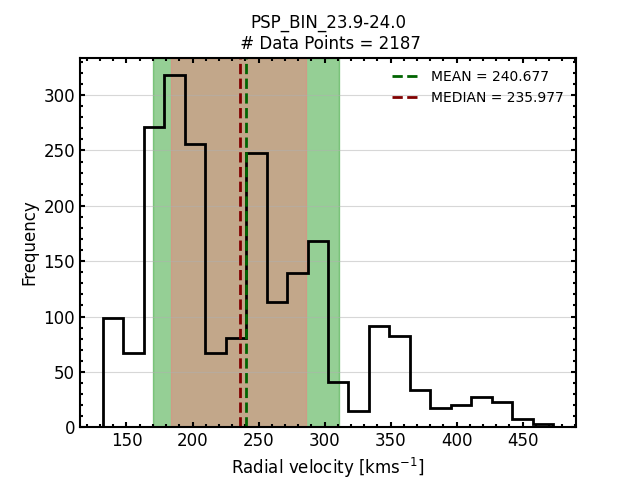 PSP_BIN_23.9-24.0
# Data Points = 2187
MEAN = 240.677
MEDIAN = 235.977
300
250
200
150
100
50
0
Frequency
150 200 250 300 350 400 450
Radial velocity [kms⁻¹]